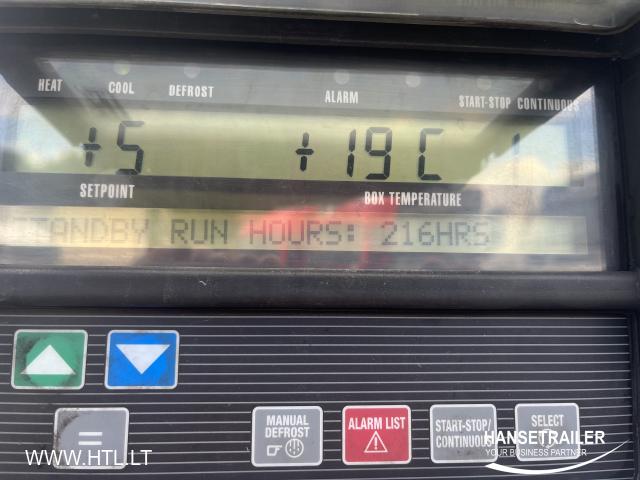 HEAT COOL DEFROST ALARM START-STOP CONTINUOUS
+5 +19C
SETPOINT BOX TEMPERATURE
STANDBY RUN HOURS: 216HRS
=
MANUAL
DEFROST
ALARM LIST
START-STOP/
CONTINUOUS
SELECT
HANSETRAILER
YOUR BUSINESS PARTNER
WWW.HTL.LT